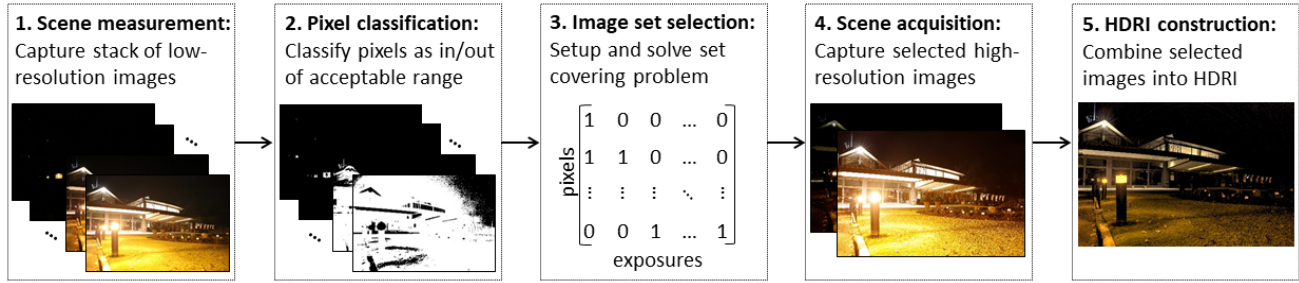 1. Scene measurement:
Capture stack of low-
resolution images
2. Pixel classification:
Classify pixels as in/out
of acceptable range
3. Image set selection:
Setup and solve set
covering problem
pixels
1 0 0 ... 0
1 1 0 ... 0
⋮ ⋮ ⋮ ⋱ ⋮
0 0 1 ... 1
exposures
4. Scene acquisition:
Capture selected high-
resolution images
5. HDRI construction:
Combine selected
images into HDRI